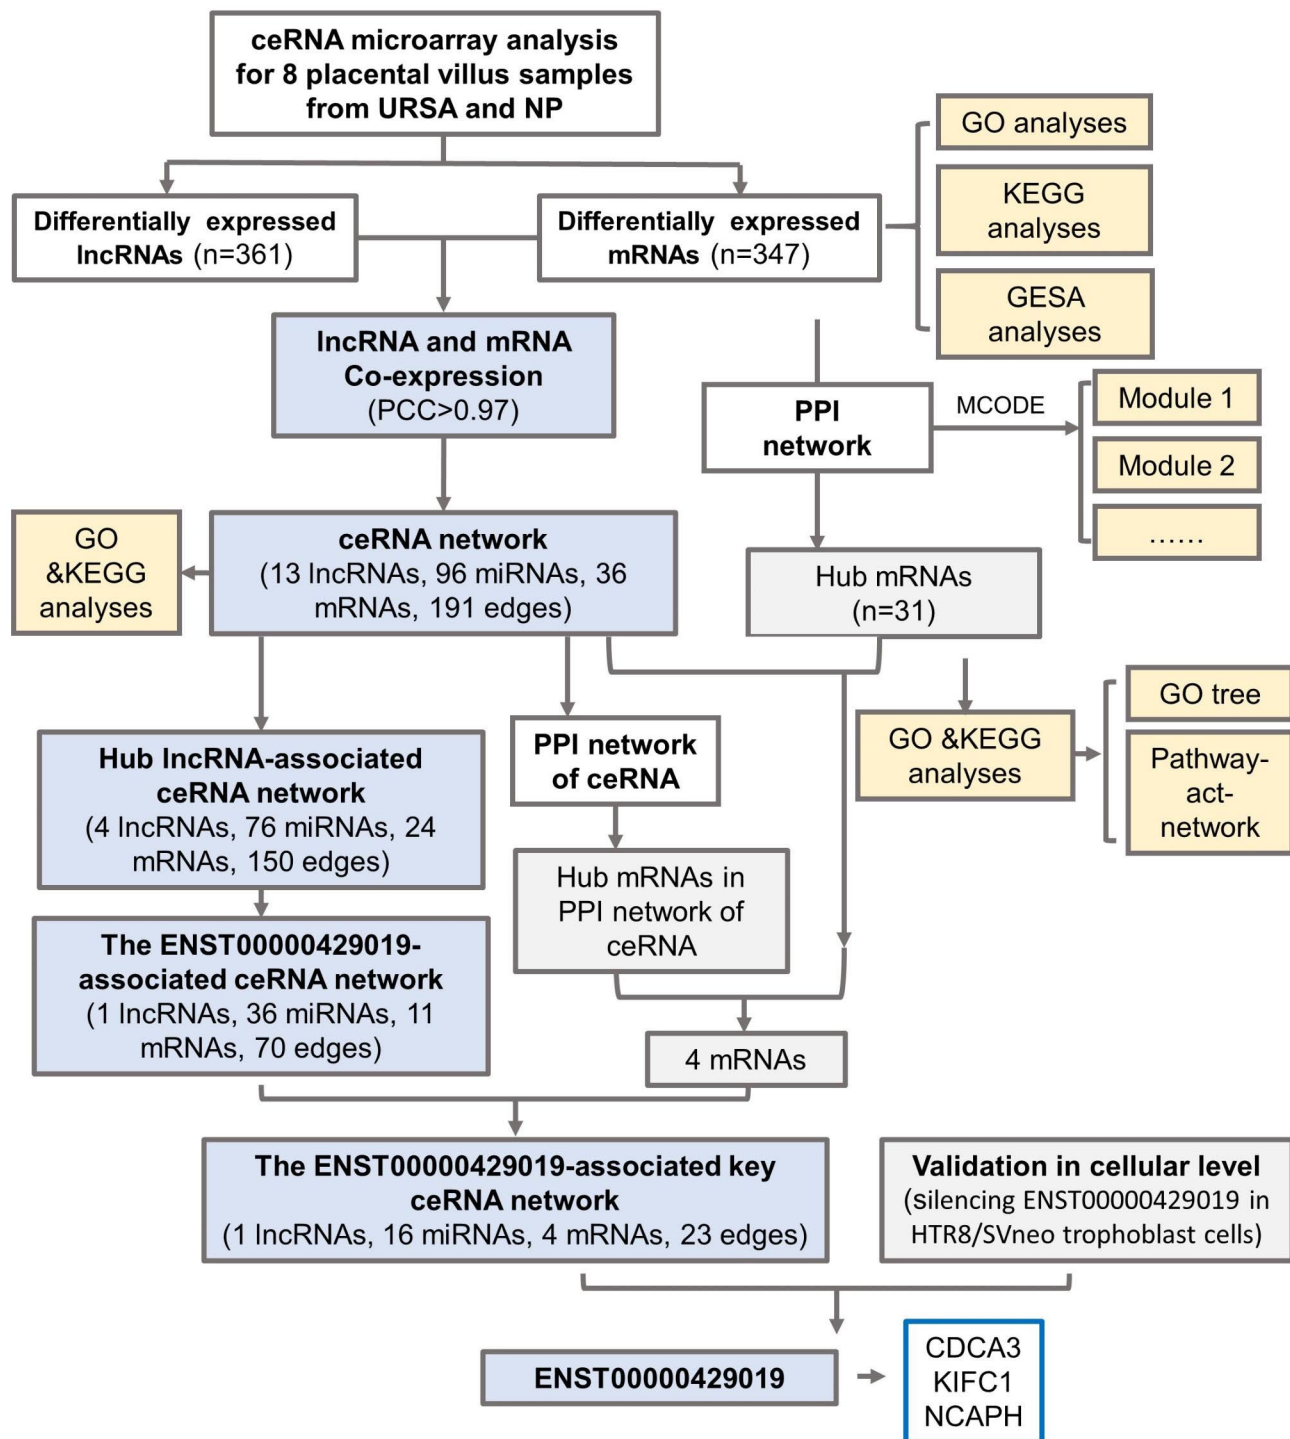 ceRNA microarray analysis
for 8 placental villus samples
from URSA and NP
GO analyses
KEGG
analyses
GESA
analyses
Differentially expressed
lncRNAs (n=361)
Differentially expressed
mRNAs (n=347)
lncRNA and mRNA
Co-expression
(PCC>0.97)
PPI
network
MCODE
Module 1
Module 2
......
GO
&KEGG
analyses
ceRNA network
(13 lncRNAs, 96 miRNAs, 36
mRNAs, 191 edges)
Hub mRNAs
(n=31)
GO &KEGG
analyses
GO tree
Pathway-
act-
network
Hub lncRNA-associated
ceRNA network
(4 lncRNAs, 76 miRNAs, 24
mRNAs, 150 edges)
PPI network
of ceRNA
Hub mRNAs in
PPI network of
ceRNA
The ENST00000429019-
associated ceRNA network
(1 lncRNAs, 36 miRNAs, 11
mRNAs, 70 edges)
4 mRNAs
The ENST00000429019-associated key
ceRNA network
(1 lncRNAs, 16 miRNAs, 4 mRNAs, 23 edges)
Validation in cellular level
(silencing ENST00000429019 in
HTR8/SVneo trophoblast cells)
ENST00000429019
CDCA3
KIFC1
NCAPH